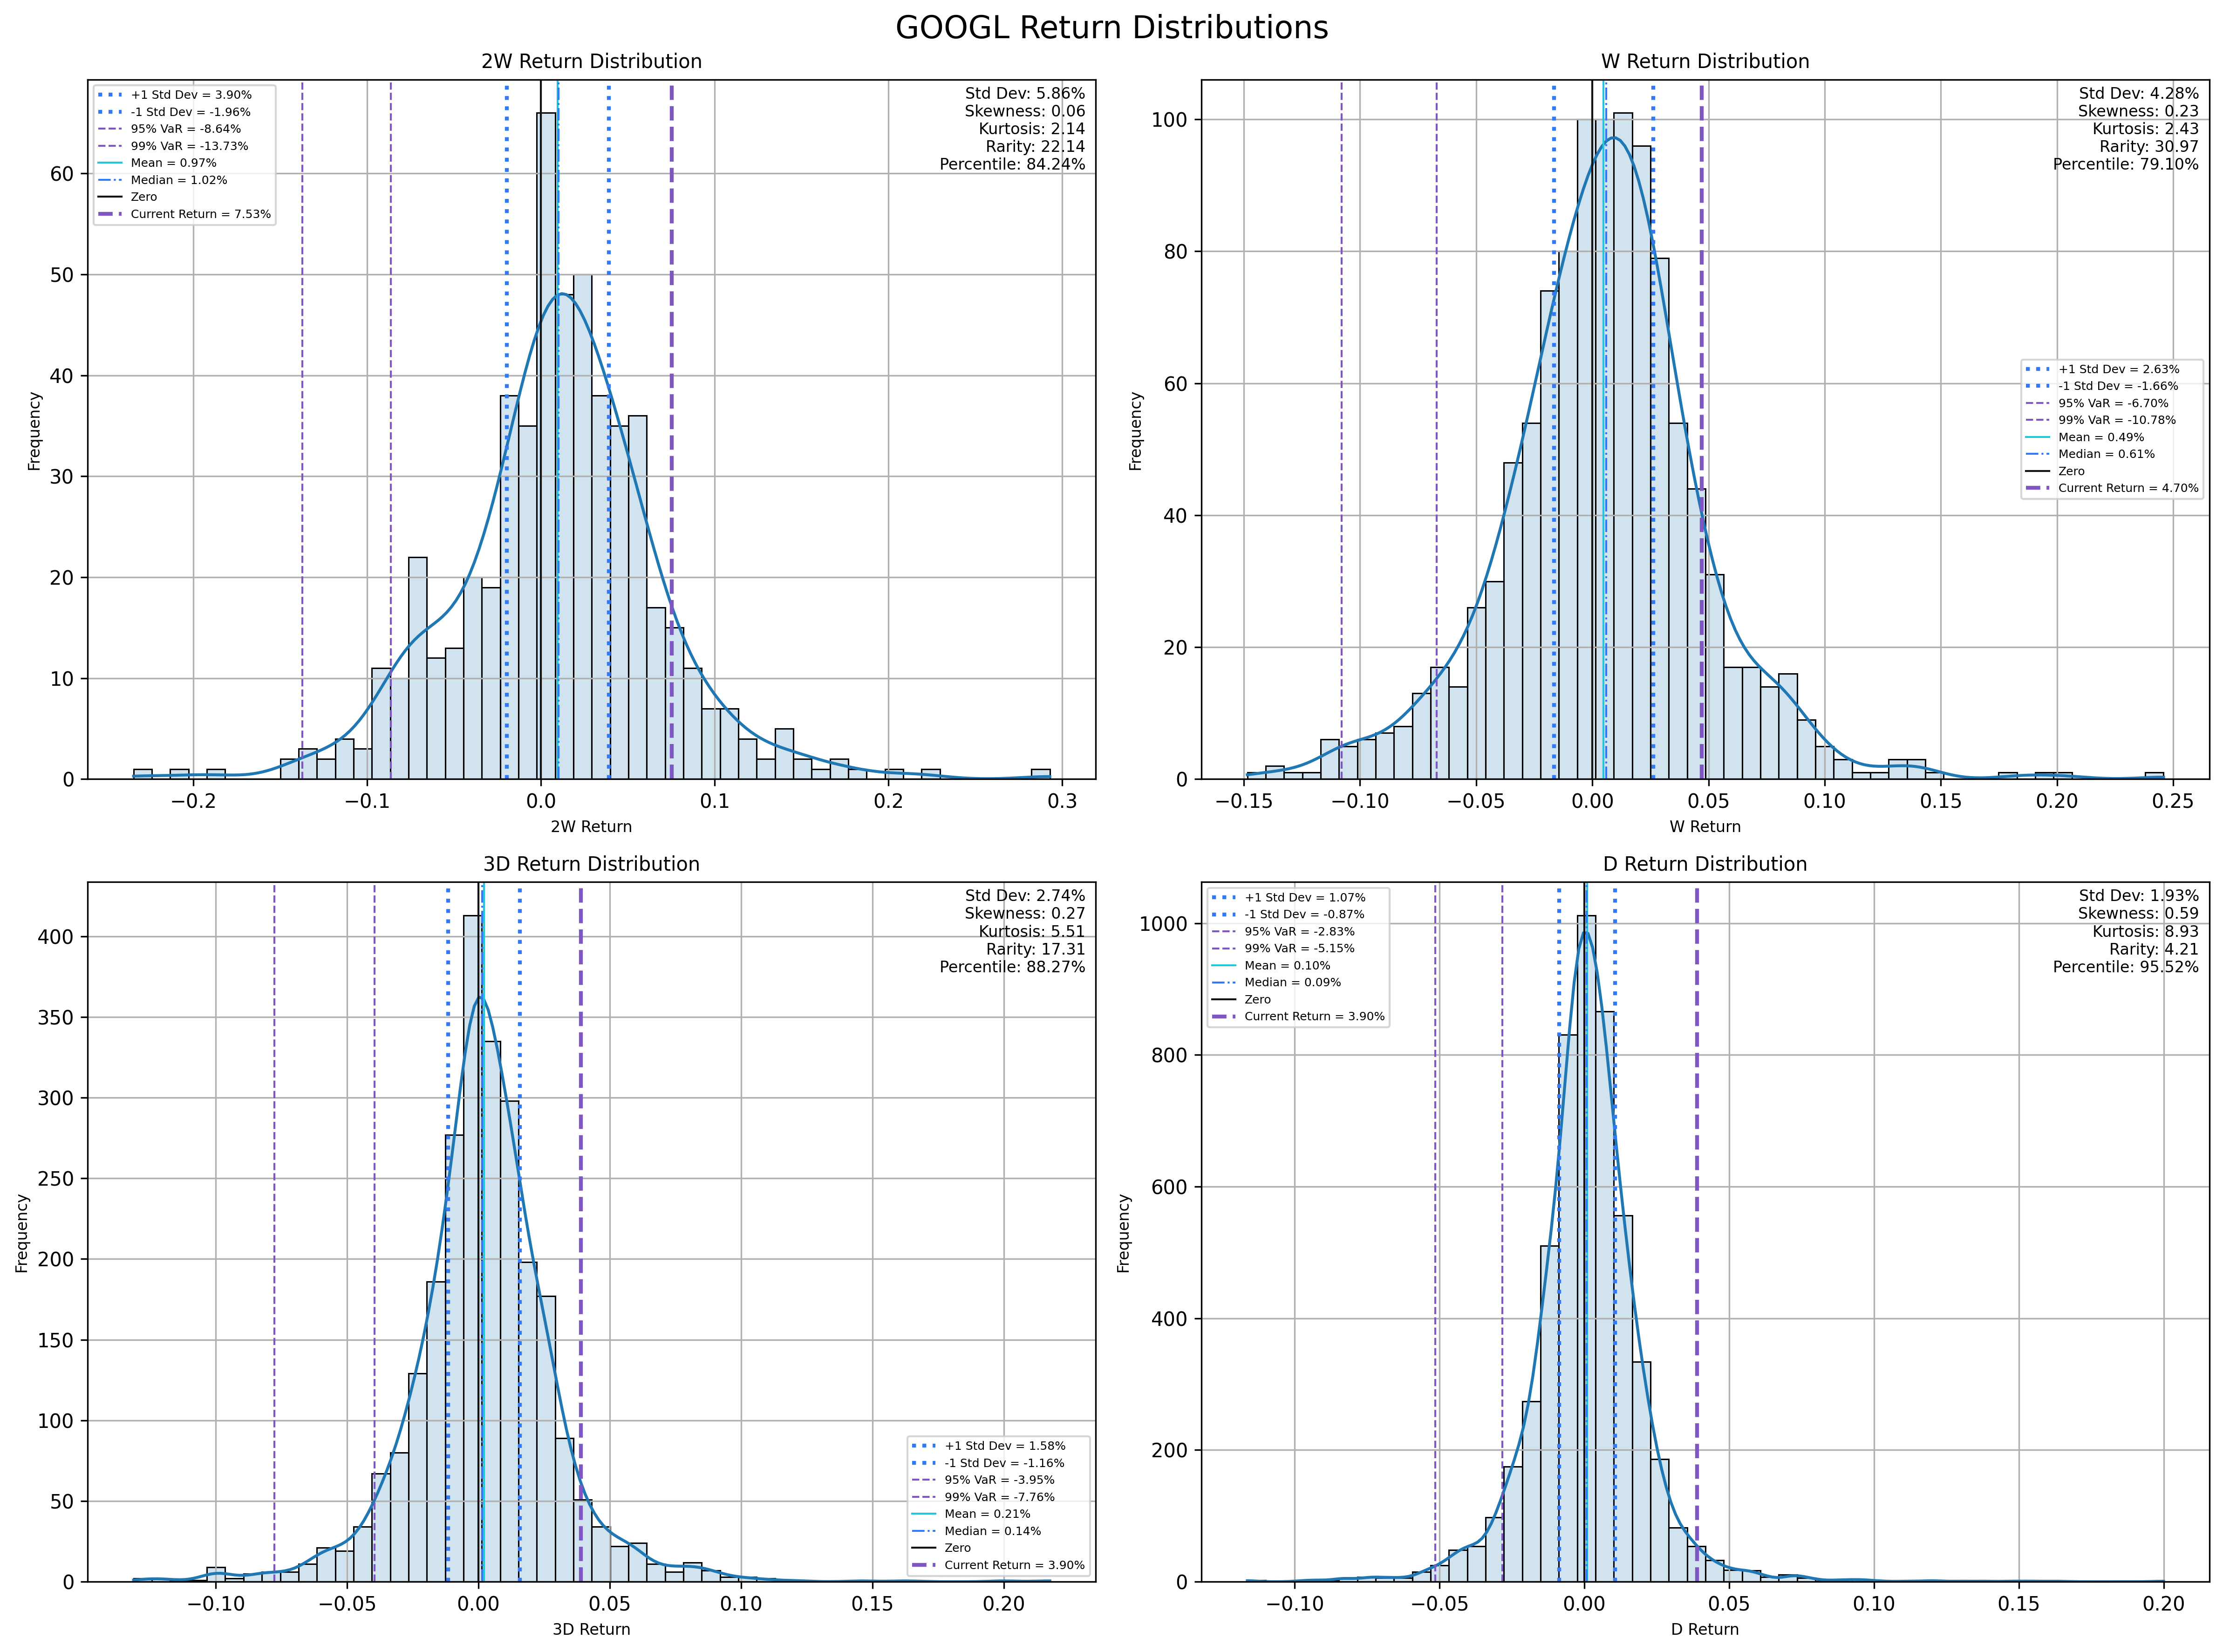 GOOGL Return Distributions
2W Return Distribution
+1 Std Dev = 3.90%
-1 Std Dev = -1.96%
95% VaR = -8.64%
99% VaR = -13.73%
Mean = 0.97%
Median = 1.02%
Zero
Current Return = 7.53%
Std Dev: 5.86%
Skewness: 0.06
Kurtosis: 2.14
Rarity: 22.14
Percentile: 84.24%
Frequency
60
50
40
30
20
10
0
−0.2 −0.1 0.0 0.1 0.2 0.3
2W Return
W Return Distribution
Std Dev: 4.28%
Skewness: 0.23
Kurtosis: 2.43
Rarity: 30.97
Percentile: 79.10%
+1 Std Dev = 2.63%
-1 Std Dev = -1.66%
95% VaR = -6.70%
99% VaR = -10.78%
Mean = 0.49%
Median = 0.61%
Zero
Current Return = 4.70%
Frequency
100
80
60
40
20
0
−0.15 −0.10 −0.05 0.00 0.05 0.10 0.15 0.20 0.25
W Return
3D Return Distribution
Std Dev: 2.74%
Skewness: 0.27
Kurtosis: 5.51
Rarity: 17.31
Percentile: 88.27%
+1 Std Dev = 1.58%
-1 Std Dev = -1.16%
95% VaR = -3.95%
99% VaR = -7.76%
Mean = 0.21%
Median = 0.14%
Zero
Current Return = 3.90%
Frequency
400
350
300
250
200
150
100
50
0
−0.10 −0.05 0.00 0.05 0.10 0.15 0.20
3D Return
D Return Distribution
+1 Std Dev = 1.07%
-1 Std Dev = -0.87%
95% VaR = -2.83%
99% VaR = -5.15%
Mean = 0.10%
Median = 0.09%
Zero
Current Return = 3.90%
Std Dev: 1.93%
Skewness: 0.59
Kurtosis: 8.93
Rarity: 4.21
Percentile: 95.52%
Frequency
1000
800
600
400
200
0
−0.10 −0.05 0.00 0.05 0.10 0.15 0.20
D Return